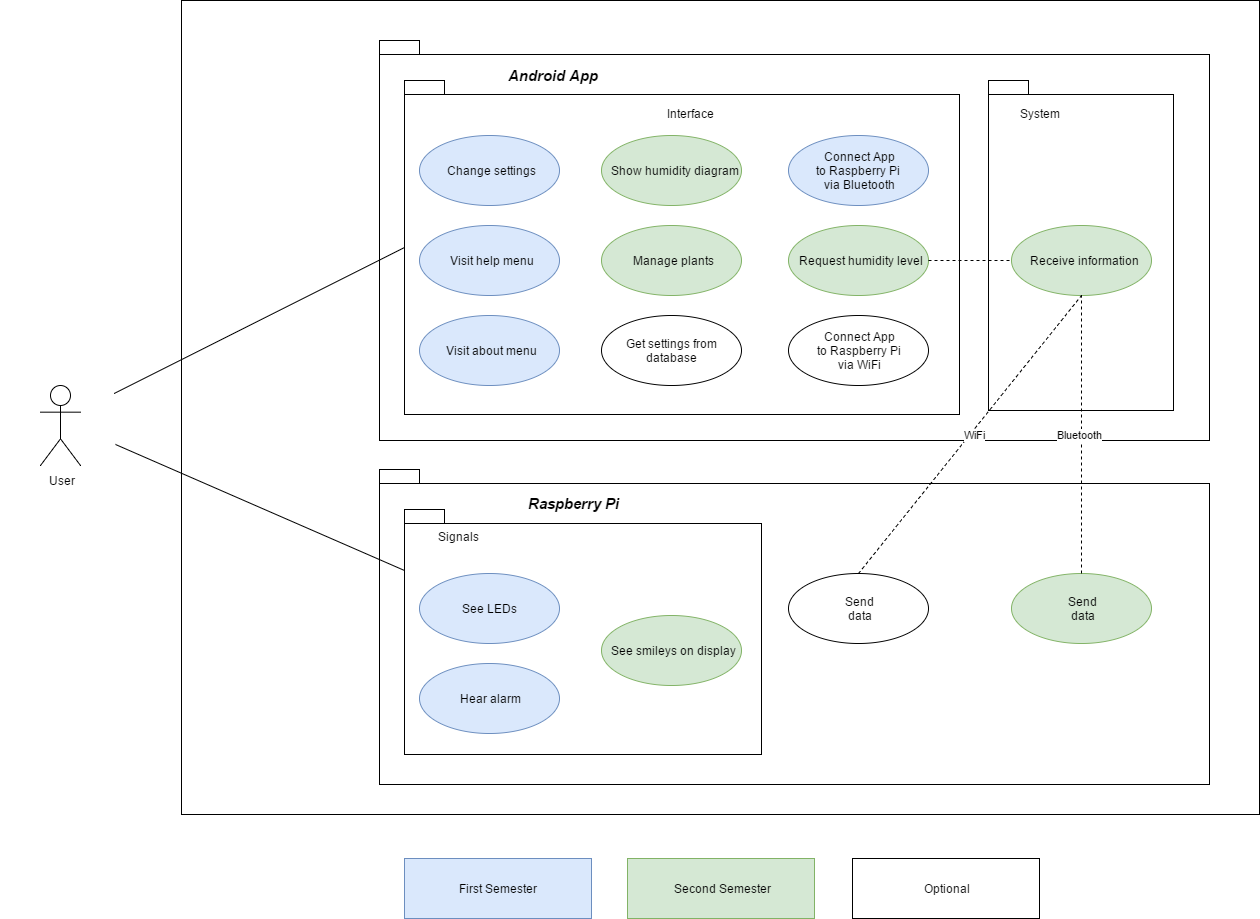 Android App
Interface
System
Change settings
Show humidity diagram
Connect App
to Raspberry Pi
via Bluetooth
Visit help menu
Manage plants
Request humidity level
Receive information
Visit about menu
Get settings from
database
Connect App
to Raspberry Pi
via WiFi
WiFi
Bluetooth
User
Raspberry Pi
Signals
See LEDs
See smileys on display
Hear alarm
Send
data
Send
data
First Semester
Second Semester
Optional